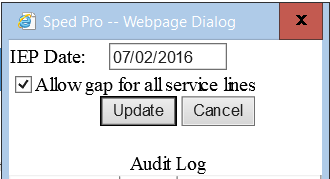 Sped Pro -- Webpage Dialog
IEP Date: 07/02/2016
Allow gap for all service lines
Update Cancel
Audit Log